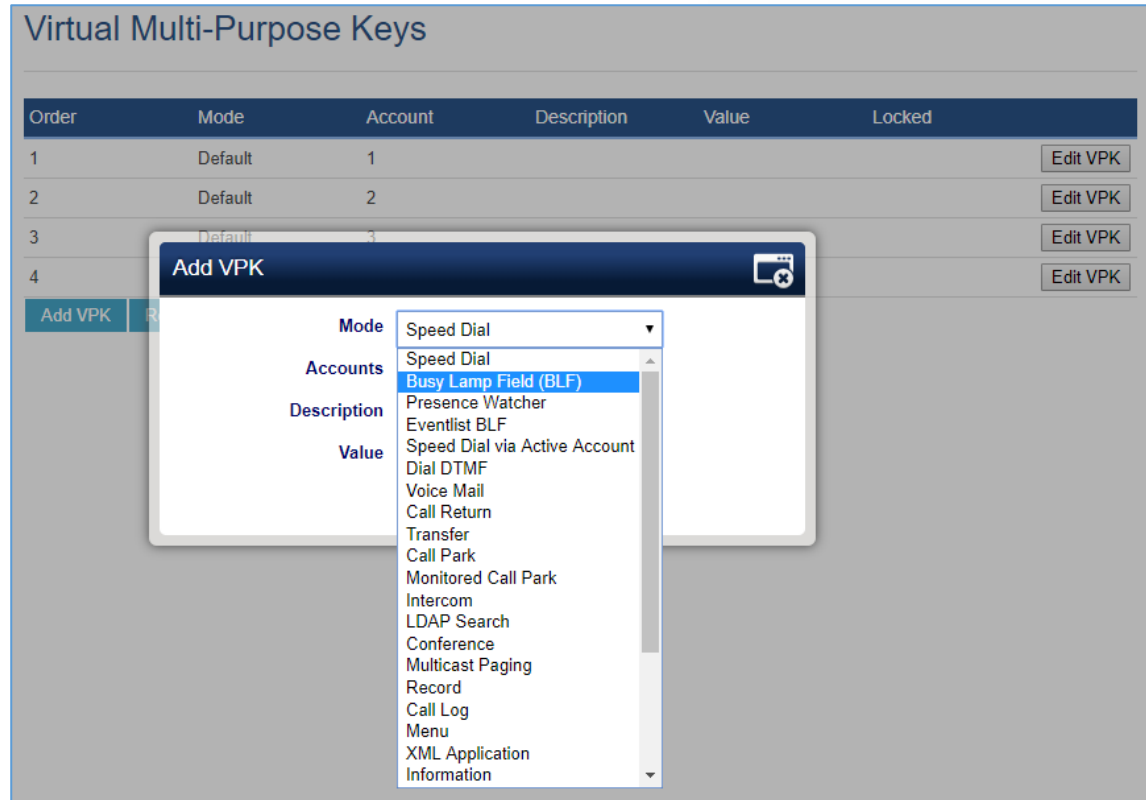 Virtual Multi-Purpose Keys
Order Mode Account Description Value Locked
1 Default 1 Edit VPK
2 Default 2 Edit VPK
3 Default 3 Edit VPK
4 Edit VPK
Add VPK
Add VPK
Mode Speed Dial
Accounts
Description
Value
Speed Dial
Busy Lamp Field (BLF)
Presence Watcher
Eventlist BLF
Speed Dial via Active Account
Dial DTMF
Voice Mail
Call Return
Transfer
Call Park
Monitored Call Park
Intercom
LDAP Search
Conference
Multicast Paging
Record
Call Log
Menu
XML Application
Information